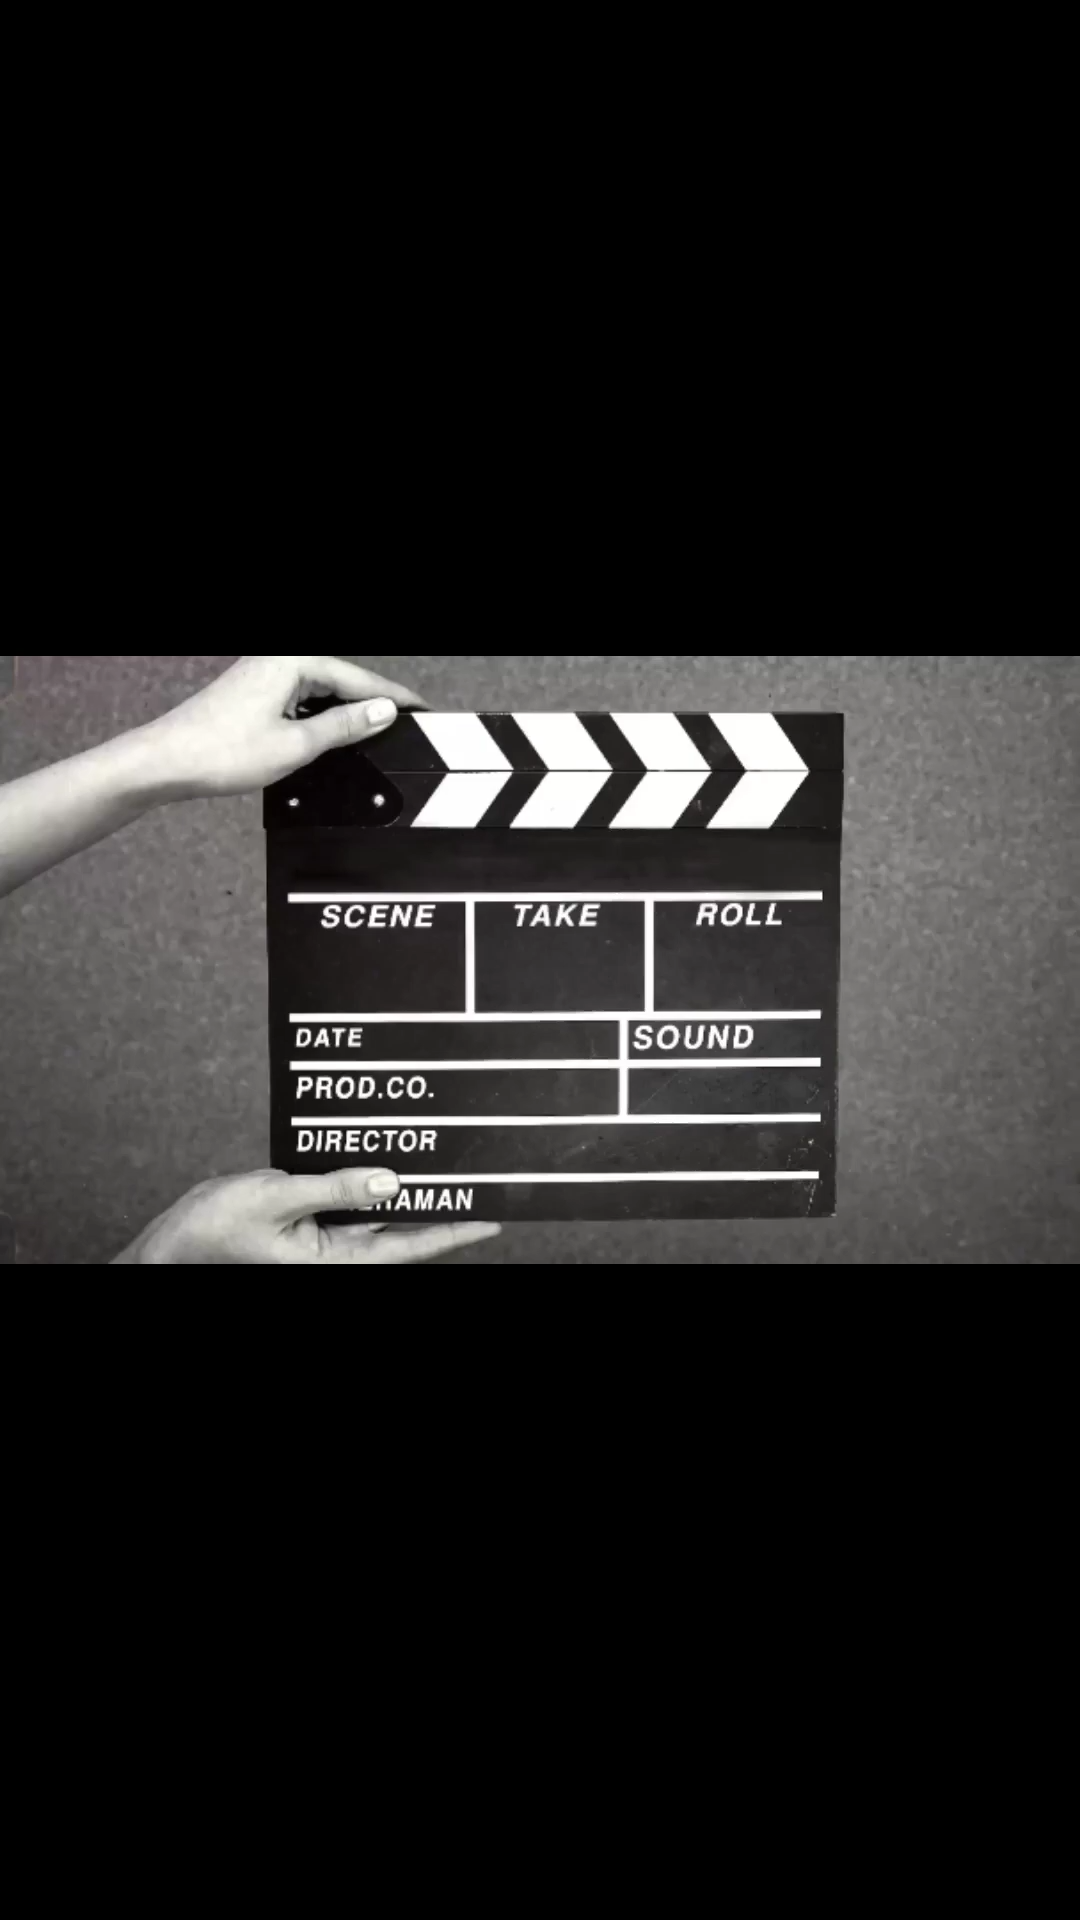 SCENE TAKE ROLL
DATE SOUND
PROD.CO.
DIRECTOR